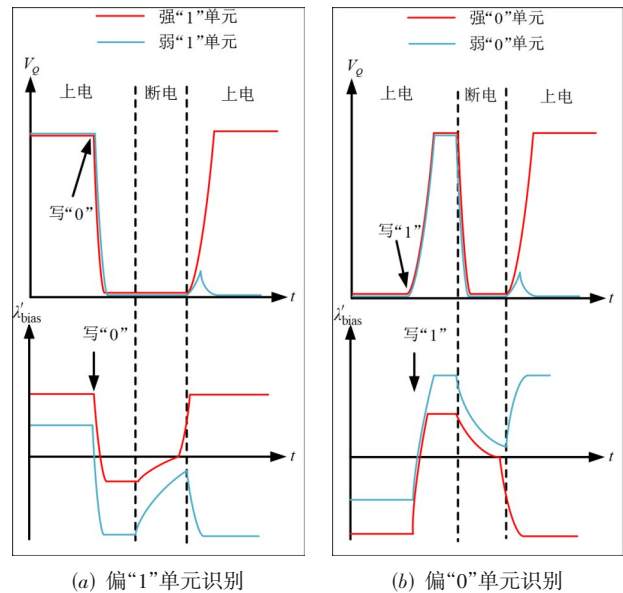 强“1”单元
弱“1”单元
V_Q
上电
断电
上电
写“0”
t
λ′_bias
写“0”
t
(a) 偏“1”单元识别
强“0”单元
弱“0”单元
V_Q
上电
断电
上电
写“1”
t
λ′_bias
写“1”
t
(b) 偏“0”单元识别